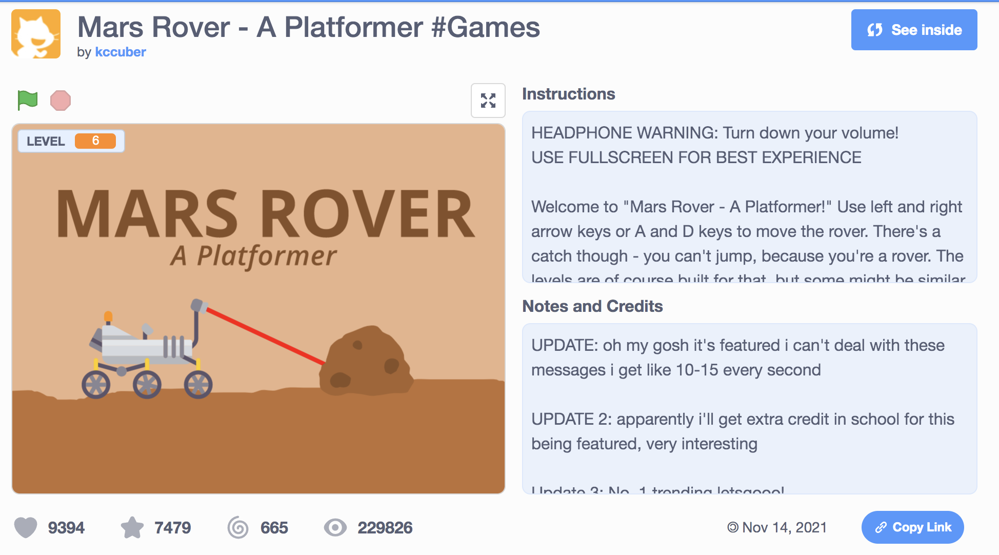 Mars Rover - A Platformer #Games
by kccuber
See inside
LEVEL 6
MARS ROVER
A Platformer
Instructions
HEADPHONE WARNING: Turn down your volume!
USE FULLSCREEN FOR BEST EXPERIENCE
Welcome to "Mars Rover - A Platformer!" Use left and right
arrow keys or A and D keys to move the rover. There's a
catch though - you can't jump, because you're a rover. The
levels are of course built for that, but some might be similar
Notes and Credits
UPDATE: oh my gosh it's featured i can't deal with these
messages i get like 10-15 every second
UPDATE 2: apparently i'll get extra credit in school for this
being featured, very interesting
Update 3: No. 1 trending letsgooo!
9394 7479 665 229826
Nov 14, 2021
Copy Link